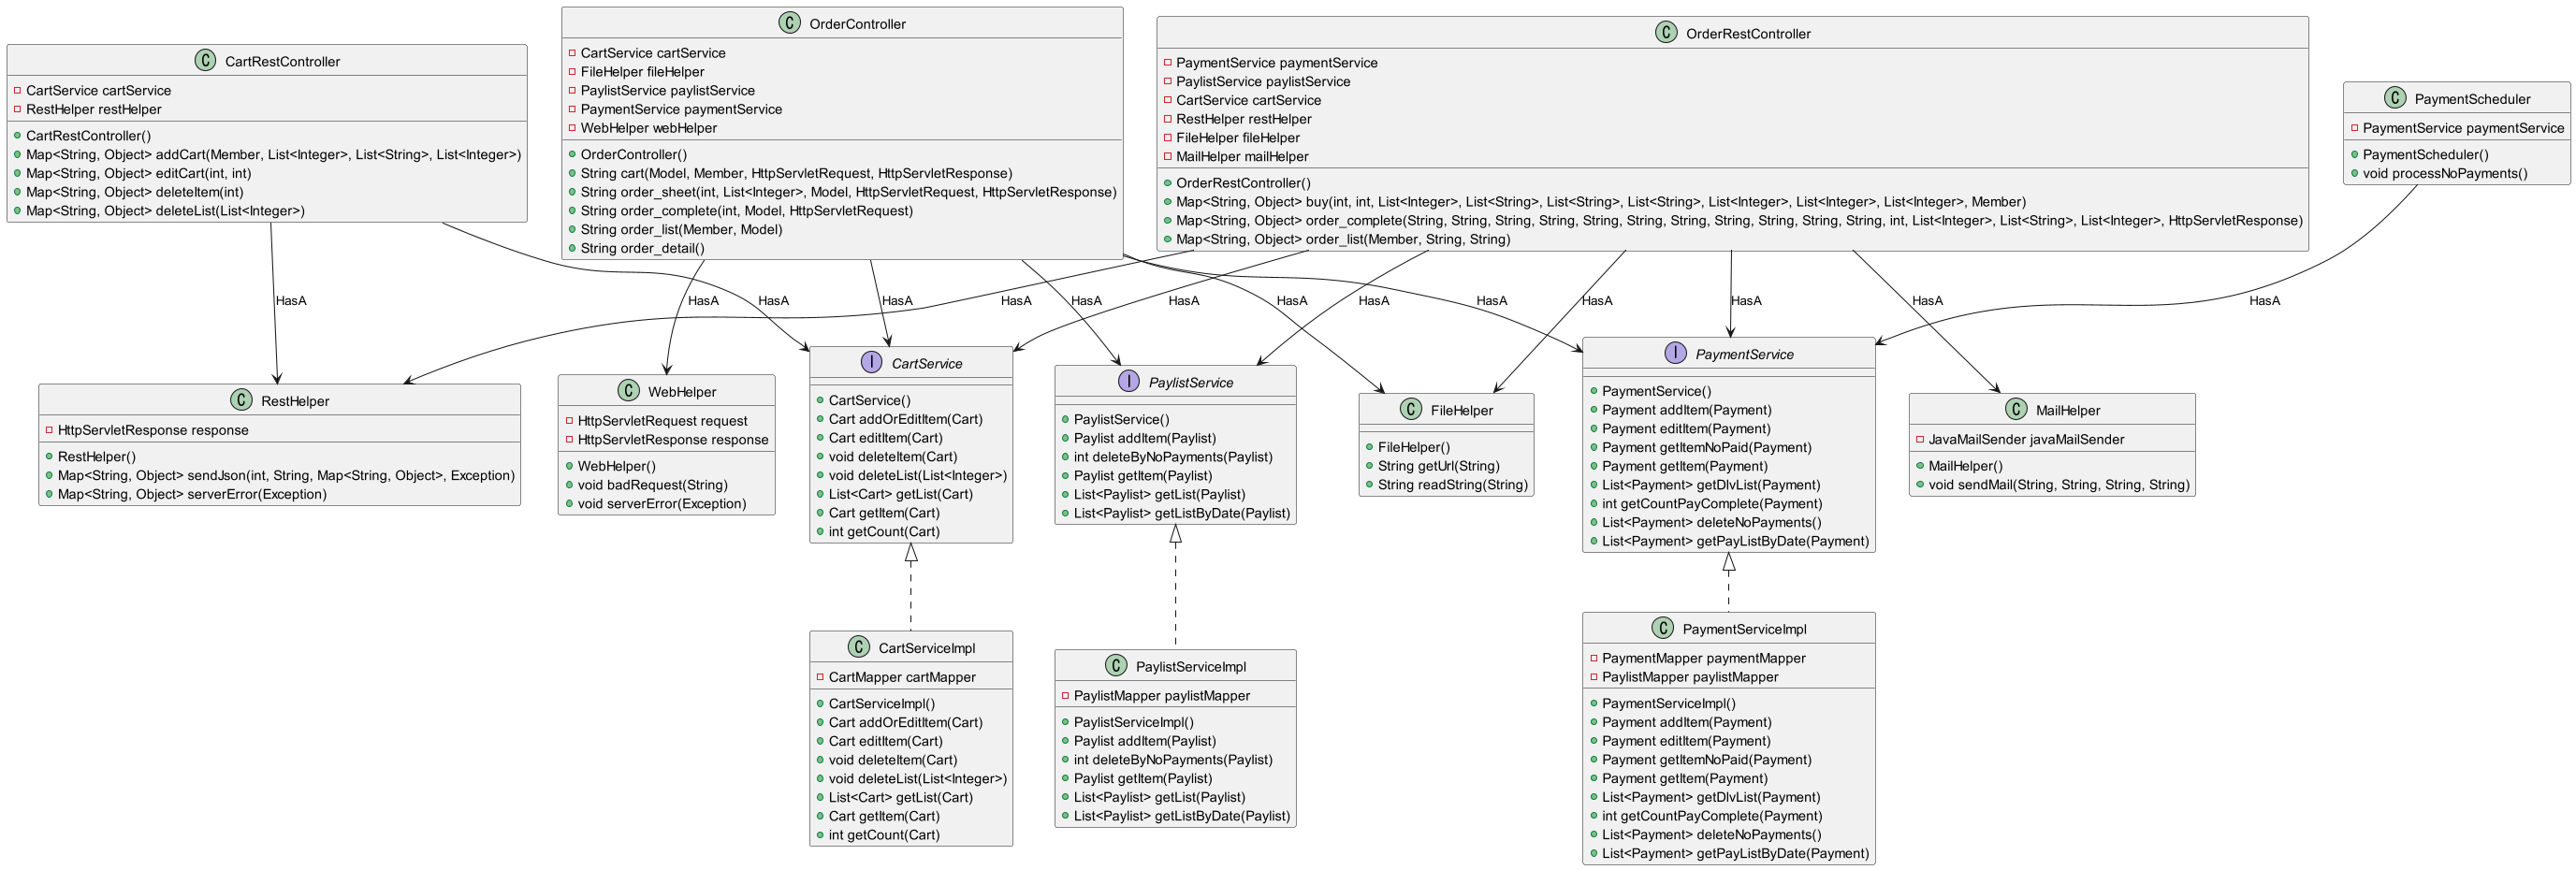 C CartRestController
CartService cartService
RestHelper restHelper
CartRestController()
Map<String, Object> addCart(Member, List<Integer>, List<String>, List<Integer>)
Map<String, Object> editCart(int, int)
Map<String, Object> deleteItem(int)
Map<String, Object> deleteList(List<Integer>)
C OrderController
CartService cartService
FileHelper fileHelper
PaylistService paylistService
PaymentService paymentService
WebHelper webHelper
OrderController()
String cart(Model, Member, HttpServletRequest, HttpServletResponse)
String order_sheet(int, List<Integer>, Model, HttpServletRequest, HttpServletResponse)
String order_complete(int, Model, HttpServletRequest)
String order_list(Member, Model)
String order_detail()
C OrderRestController
PaymentService paymentService
PaylistService paylistService
CartService cartService
RestHelper restHelper
FileHelper fileHelper
MailHelper mailHelper
OrderRestController()
Map<String, Object> buy(int, int, List<Integer>, List<String>, List<String>, List<String>, List<Integer>, List<Integer>, List<Integer>, Member)
Map<String, Object> order_complete(String, String, String, String, String, String, String, String, String, String, String, int, List<Integer>, List<String>, List<Integer>, HttpServletResponse)
Map<String, Object> order_list(Member, String, String)
C PaymentScheduler
PaymentService paymentService
PaymentScheduler()
void processNoPayments()
HasA
HasA
HasA
HasA
HasA
HasA
HasA
HasA
HasA
HasA
HasA
HasA
HasA
HasA
C RestHelper
HttpServletResponse response
RestHelper()
Map<String, Object> sendJson(int, String, Map<String, Object>, Exception)
Map<String, Object> serverError(Exception)
C WebHelper
HttpServletRequest request
HttpServletResponse response
WebHelper()
void badRequest(String)
void serverError(Exception)
I CartService
CartService()
Cart addOrEditItem(Cart)
Cart editItem(Cart)
void deleteItem(Cart)
void deleteList(List<Integer>)
List<Cart> getList(Cart)
Cart getItem(Cart)
int getCount(Cart)
I PaylistService
PaylistService()
Paylist addItem(Paylist)
int deleteByNoPayments(Paylist)
Paylist getItem(Paylist)
List<Paylist> getList(Paylist)
List<Paylist> getListByDate(Paylist)
C FileHelper
FileHelper()
String getUrl(String)
String readString(String)
I PaymentService
PaymentService()
Payment addItem(Payment)
Payment editItem(Payment)
Payment getItemNoPaid(Payment)
Payment getItem(Payment)
List<Payment> getDlvList(Payment)
int getCountPayComplete(Payment)
List<Payment> deleteNoPayments()
List<Payment> getPayListByDate(Payment)
C MailHelper
JavaMailSender javaMailSender
MailHelper()
void sendMail(String, String, String, String)
C CartServiceImpl
CartMapper cartMapper
CartServiceImpl()
Cart addOrEditItem(Cart)
Cart editItem(Cart)
void deleteItem(Cart)
void deleteList(List<Integer>)
List<Cart> getList(Cart)
Cart getItem(Cart)
int getCount(Cart)
C PaylistServiceImpl
PaylistMapper paylistMapper
PaylistServiceImpl()
Paylist addItem(Paylist)
int deleteByNoPayments(Paylist)
Paylist getItem(Paylist)
List<Paylist> getList(Paylist)
List<Paylist> getListByDate(Paylist)
C PaymentServiceImpl
PaymentMapper paymentMapper
PaylistMapper paylistMapper
PaymentServiceImpl()
Payment addItem(Payment)
Payment editItem(Payment)
Payment getItemNoPaid(Payment)
Payment getItem(Payment)
List<Payment> getDlvList(Payment)
int getCountPayComplete(Payment)
List<Payment> deleteNoPayments()
List<Payment> getPayListByDate(Payment)